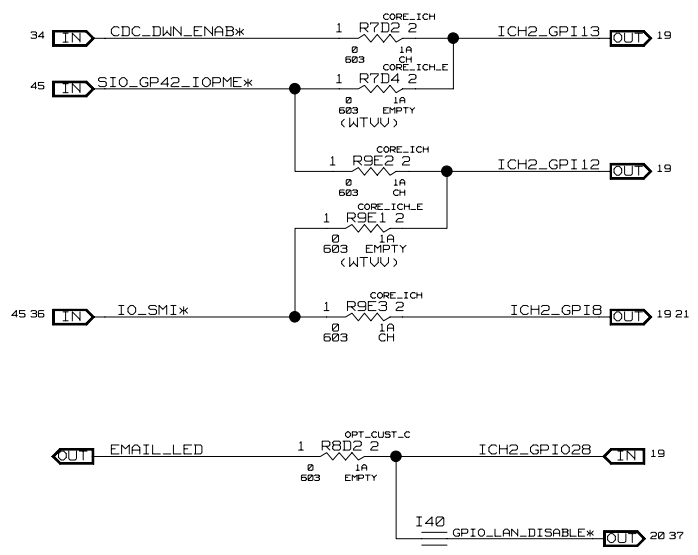 CORE_ICH
34 IN CDC_DWN_ENAB* 1 R7D2 2 ICH2_GPI13 OUT 19
0 1A
603 CH
CORE_ICH_E
45 IN SIO_GP42_IOPME* 1 R7D4 2
0 1A
603 EMPTY
(WTUV)
CORE_ICH
1 R9E2 2 ICH2_GPI12 OUT 19
0 1A
603 CH
CORE_ICH_E
1 R9E1 2
0 1A
603 EMPTY
(WTUV)
CORE_ICH
45 36 IN IO_SMI* 1 R9E3 2 ICH2_GPI8 OUT 19 21
0 1A
603 CH
OPT_CUST_C
OUT EMAIL_LED 1 R8D2 2 ICH2_GPIO28 IN 19
0 1A
603 EMPTY
I40
GPIO_LAN_DISABLE* OUT 20 37